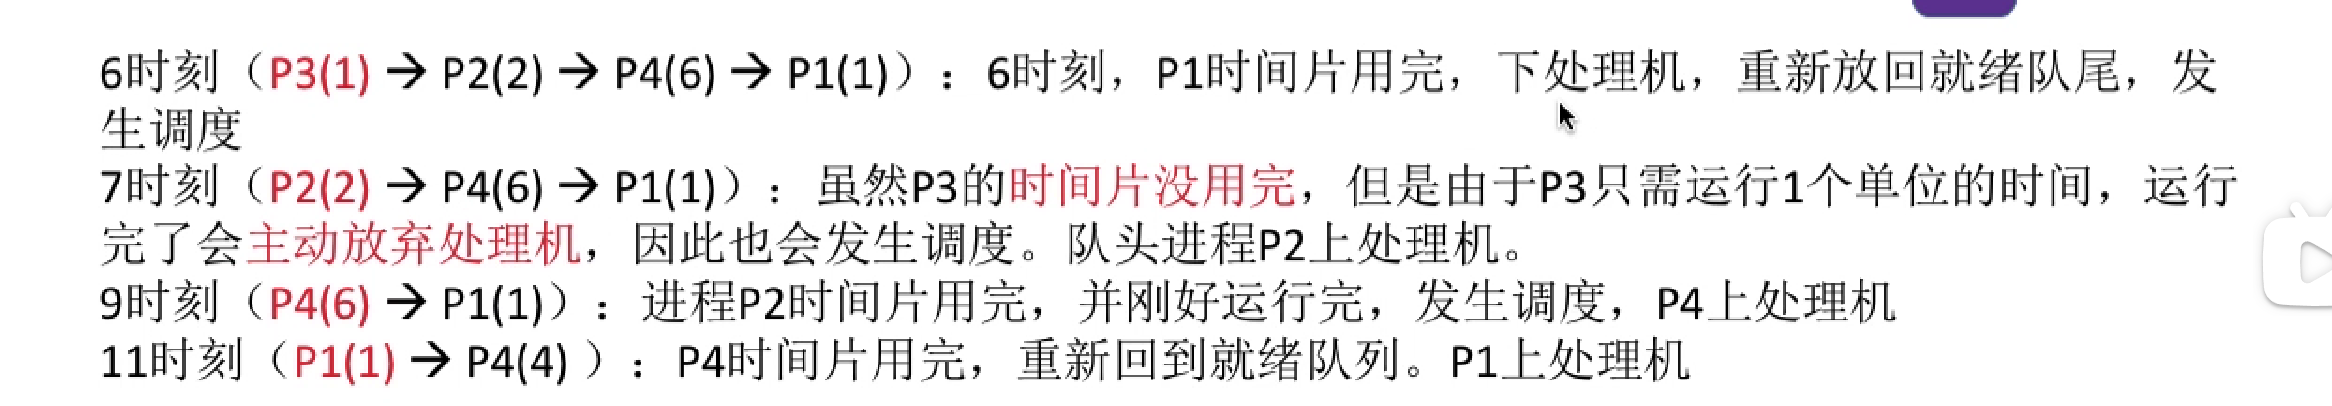 6时刻（P3(1) → P2(2) → P4(6) → P1(1)）：6时刻，P1时间片用完，下处理机，重新放回就绪队尾，发
生调度
7时刻（P2(2) → P4(6) → P1(1)）：虽然P3的时间片没用完，但是由于P3只需运行1个单位的时间，运行
完了会主动放弃处理机，因此也会发生调度。队头进程P2上处理机。
9时刻（P4(6) → P1(1)）：进程P2时间片用完，并刚好运行完，发生调度，P4上处理机
11时刻（P1(1) → P4(4) ）：P4时间片用完，重新回到就绪队列。P1上处理机